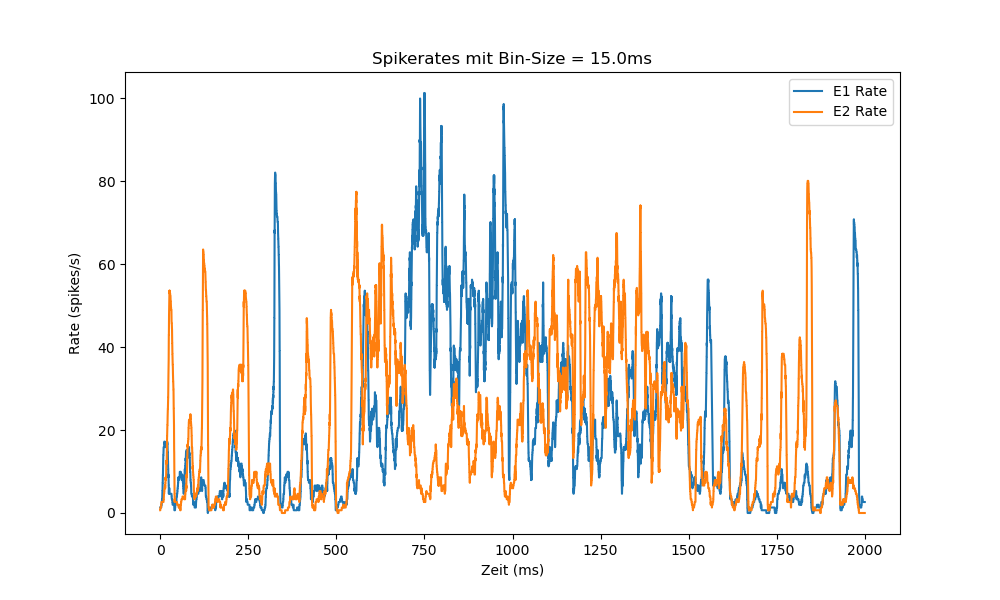 Spikerates mit Bin-Size = 15.0ms
E1 Rate
E2 Rate
100
80
60
40
20
0
Rate (spikes/s)
0 250 500 750 1000 1250 1500 1750 2000
Zeit (ms)